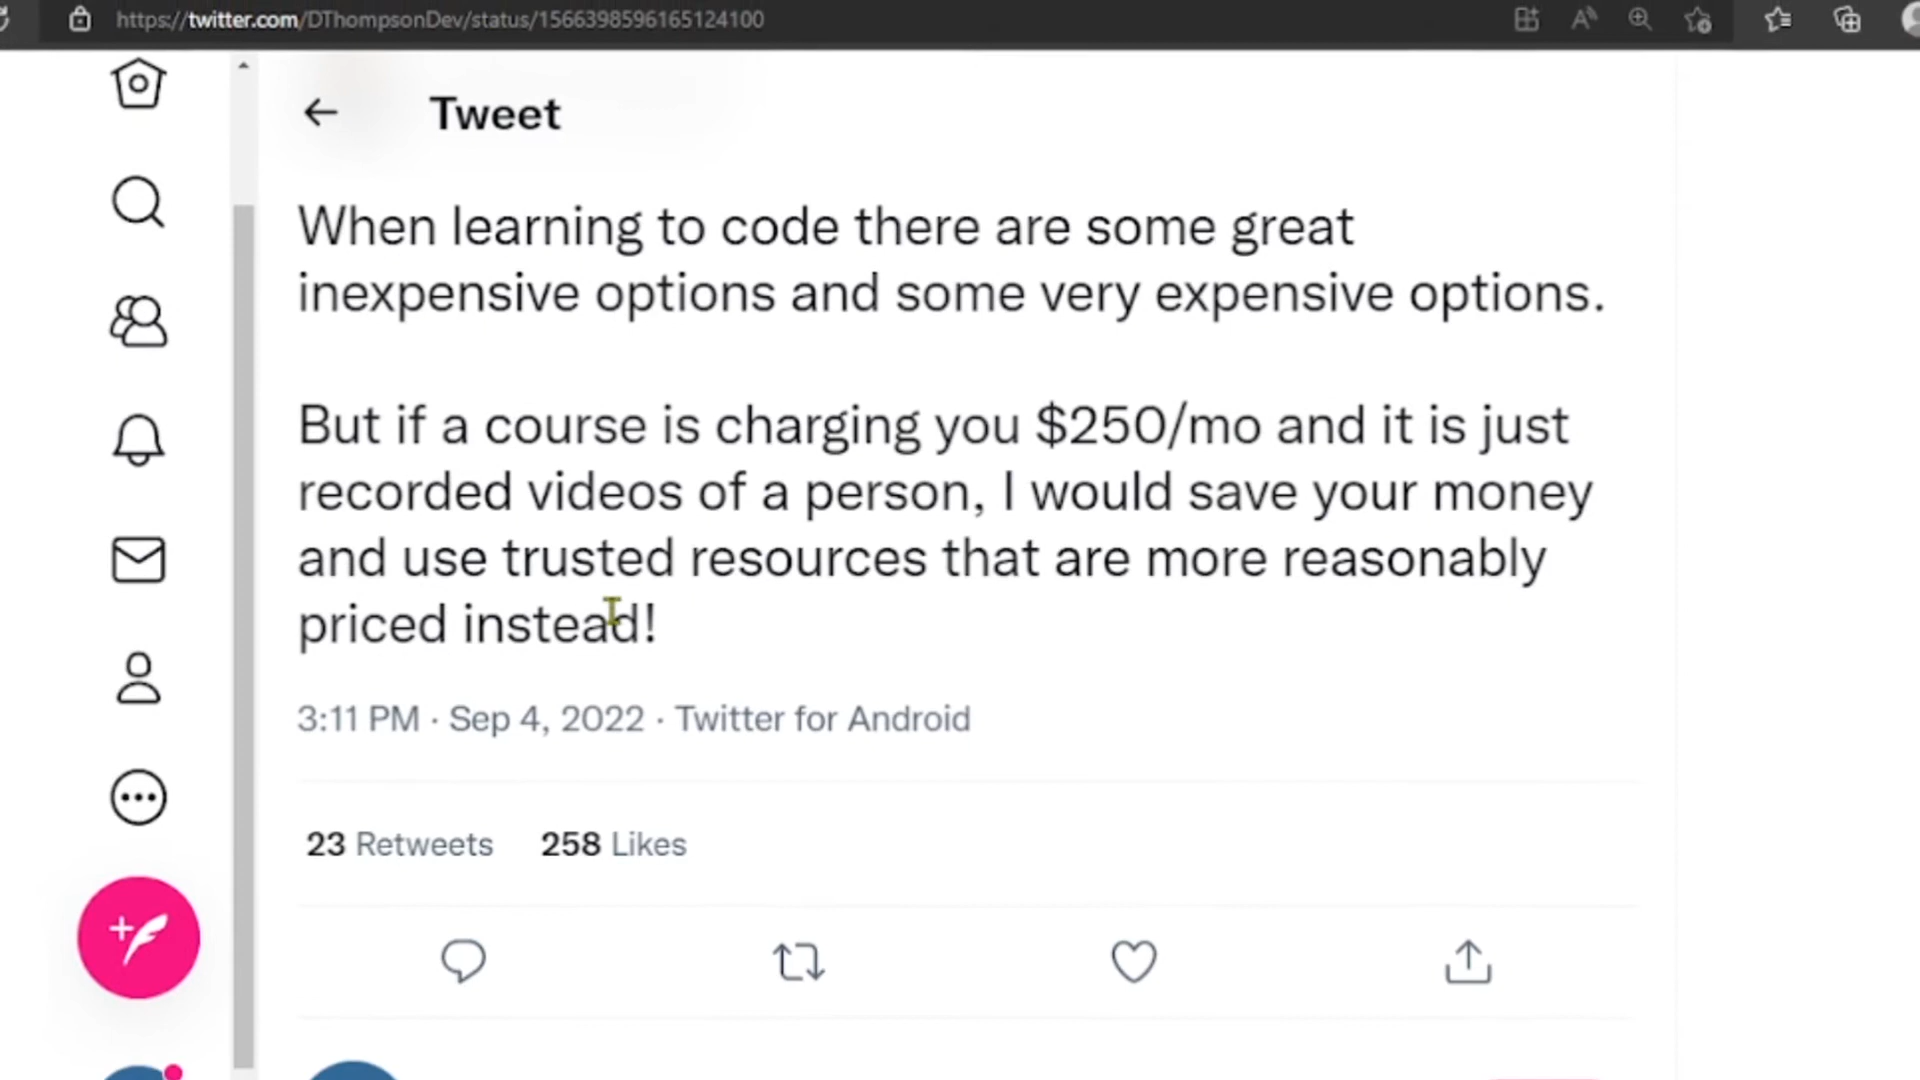 https://twitter.com/DThompsonDev/status/1566398596165124100
Tweet
When learning to code there are some great
inexpensive options and some very expensive options.
But if a course is charging you $250/mo and it is just
recorded videos of a person, I would save your money
and use trusted resources that are more reasonably
priced instead!
3:11 PM · Sep 4, 2022 · Twitter for Android
23 Retweets 258 Likes